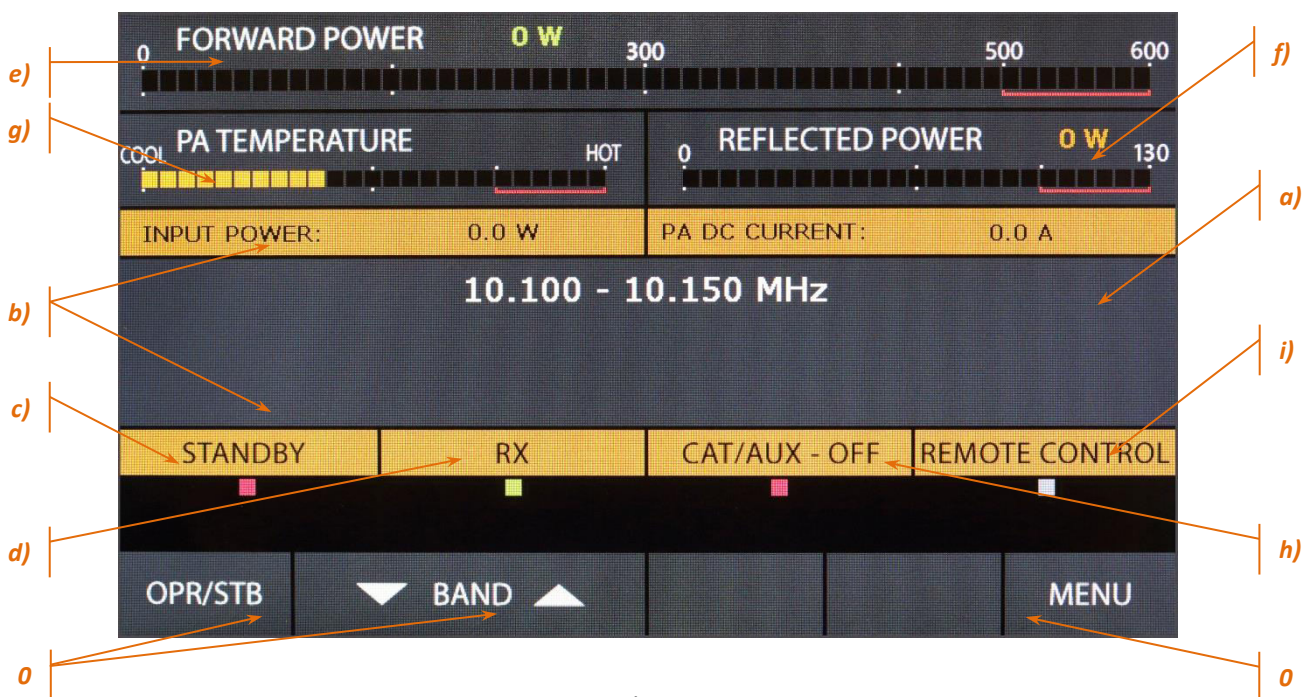 FORWARD POWER 0 W
0 300 500 600
e) f)
g) PA TEMPERATURE REFLECTED POWER 0 W
COOL HOT 0 130
a)
INPUT POWER: 0.0 W PA DC CURRENT: 0.0 A
10.100 - 10.150 MHz
b)
i)
c)
STANDBY RX CAT/AUX - OFF REMOTE CONTROL
d) h)
OPR/STB BAND MENU
0 0